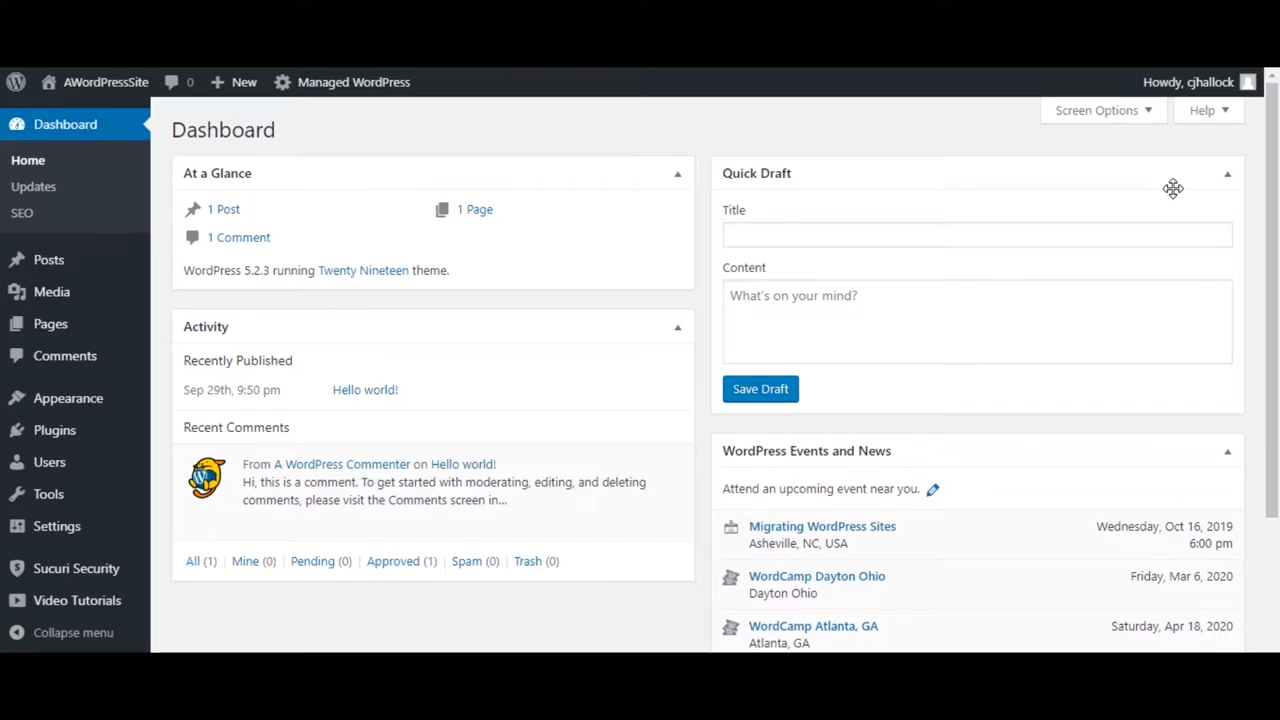 AWordPressSite 0 New Managed WordPress Howdy, cjhallock
Screen Options Help
Dashboard
Home
Updates
SEO
Posts
Media
Pages
Comments
Appearance
Plugins
Users
Tools
Settings
Sucuri Security
Video Tutorials
Collapse menu
Dashboard
At a Glance
1 Post 1 Page
1 Comment
WordPress 5.2.3 running Twenty Nineteen theme.
Activity
Recently Published
Sep 29th, 9:50 pm Hello world!
Recent Comments
From A WordPress Commenter on Hello world!
Hi, this is a comment. To get started with moderating, editing, and deleting
comments, please visit the Comments screen in...
All (1) | Mine (0) | Pending (0) | Approved (1) | Spam (0) | Trash (0)
Quick Draft
Title
Content
What's on your mind?
Save Draft
WordPress Events and News
Attend an upcoming event near you.
Migrating WordPress Sites Wednesday, Oct 16, 2019
Asheville, NC, USA 6:00 pm
WordCamp Dayton Ohio Friday, Mar 6, 2020
Dayton Ohio
WordCamp Atlanta, GA Saturday, Apr 18, 2020
Atlanta, GA